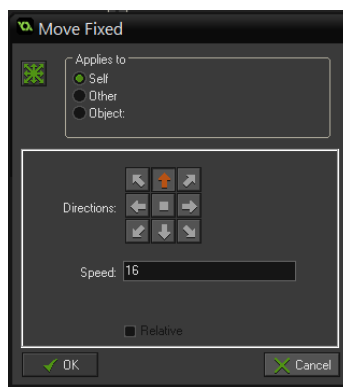 Move Fixed
Applies to
Self
Other
Object:
Directions:
Speed: 16
Relative
OK Cancel